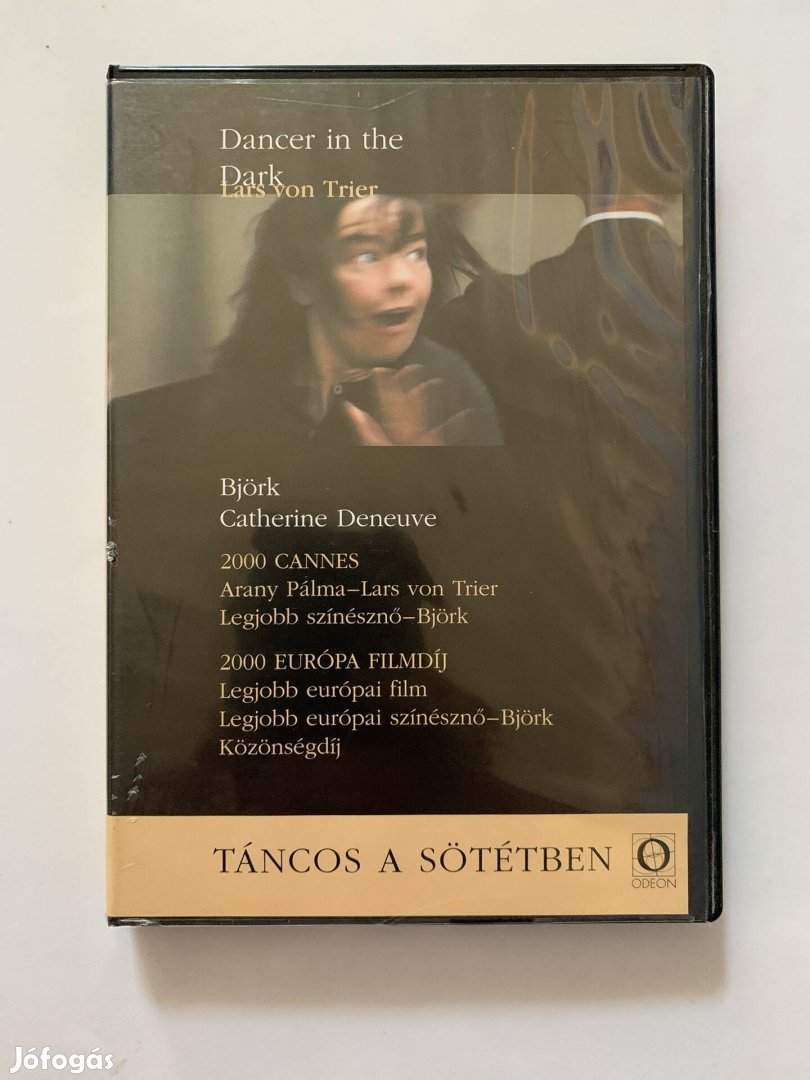 Dancer in the
Dark
Lars von Trier
Björk
Catherine Deneuve
2000 CANNES
Arany Pálma–Lars von Trier
Legjobb színésznő–Björk
2000 EURÓPA FILMDÍJ
Legjobb európai film
Legjobb európai színésznő–Björk
Közönségdíj
TÁNCOS A SÖTÉTBEN
ODEON
Jófogás